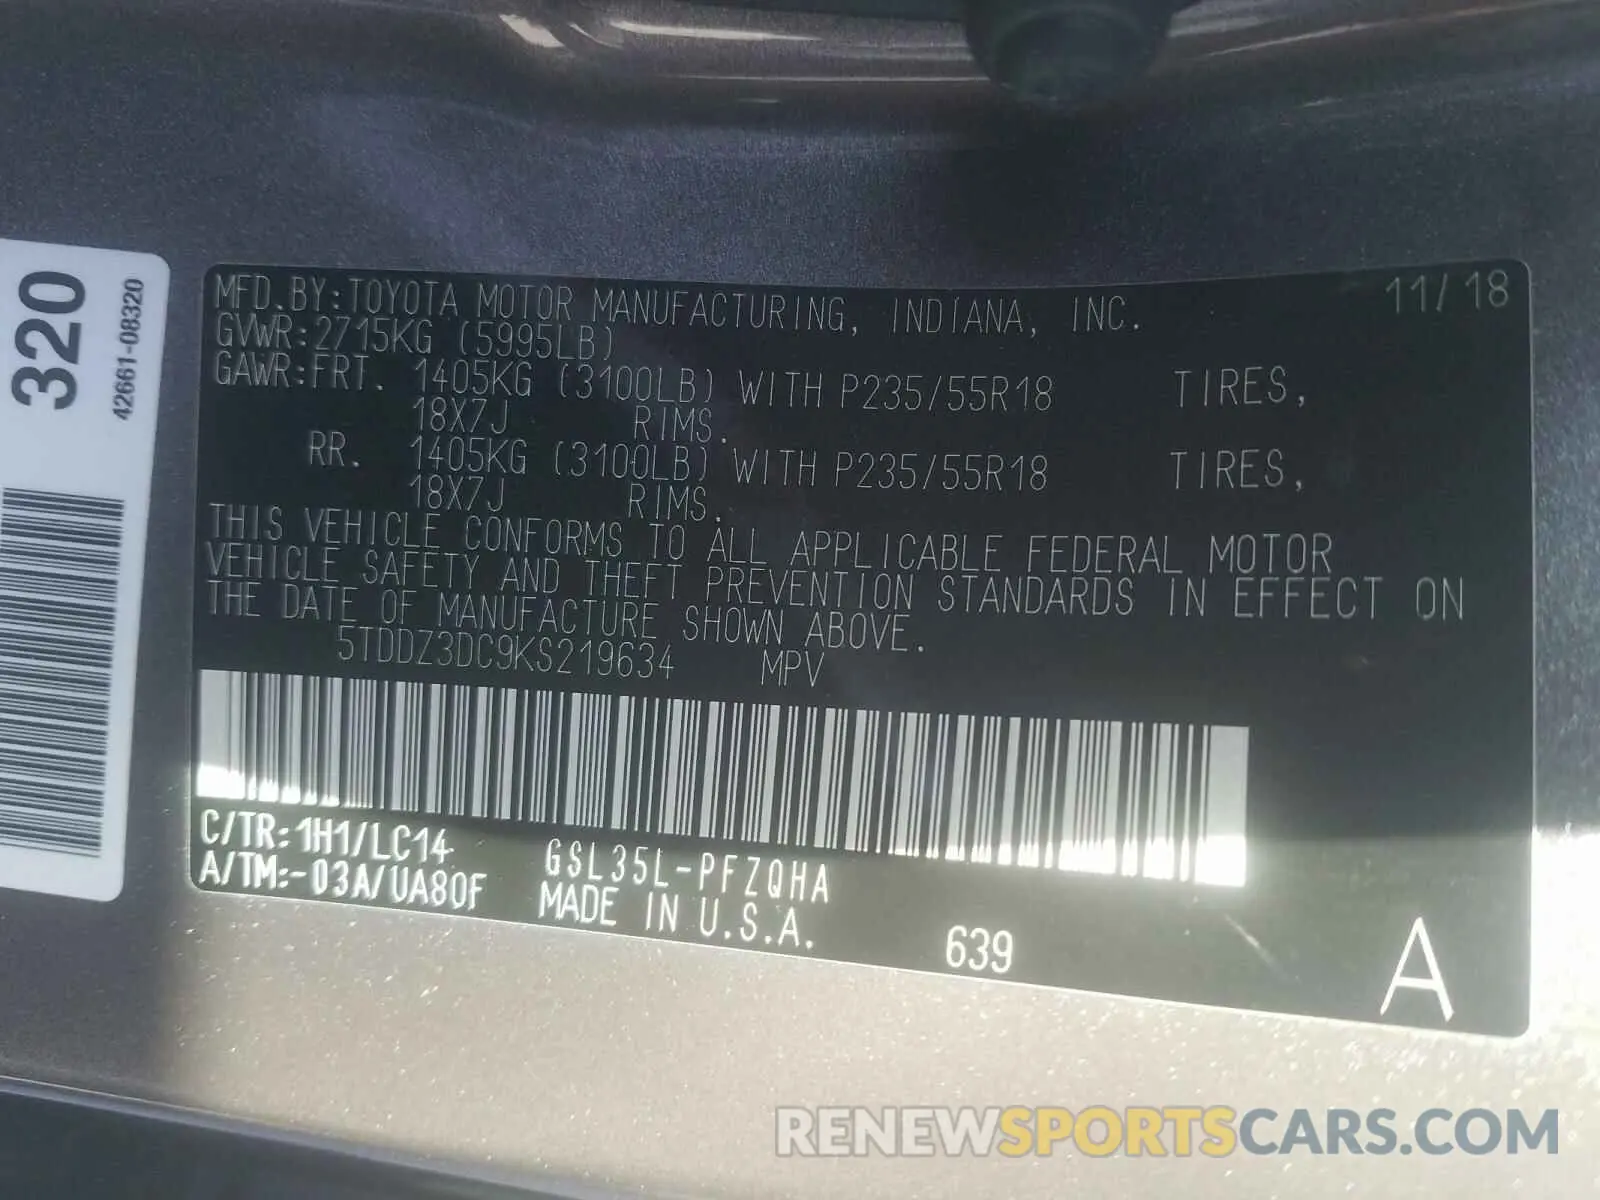 MFD.BY:TOYOTA MOTOR MANUFACTURING, INDIANA, INC. 11/18
GVWR:2715KG (5995LB)
GAWR:FRT. 1405KG (3100LB) WITH P235/55R18 TIRES,
18X7J RIMS.
RR. 1405KG (3100LB) WITH P235/55R18 TIRES,
18X7J RIMS.
THIS VEHICLE CONFORMS TO ALL APPLICABLE FEDERAL MOTOR
VEHICLE SAFETY AND THEFT PREVENTION STANDARDS IN EFFECT ON
THE DATE OF MANUFACTURE SHOWN ABOVE.
5TDDZ3DC9KS219634 MPV
C/TR:1H1/LC14 GSL35L-PFZQHA
A/TM:-03A/UA80F MADE IN U.S.A.
639
A
320
42661-08320
RENEWSPORTSCARS.COM